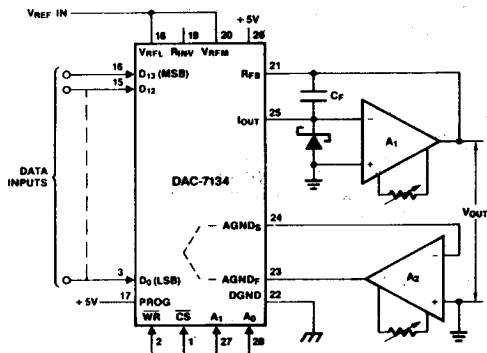 VREF IN
+ 5V
18 19 20 26
VRFL RINV VRFM
16 D13 (MSB)
15 D12
RFB 21
CF
IOUT 25
−
+
A1
DATA
INPUTS
DAC-7134
VOUT
AGNDS 24
−
A2
3 D0 (LSB)
AGNDF 23
+ 5V 17 PROG
DGND 22
+
WR CS A1 A0
2 1 27 28